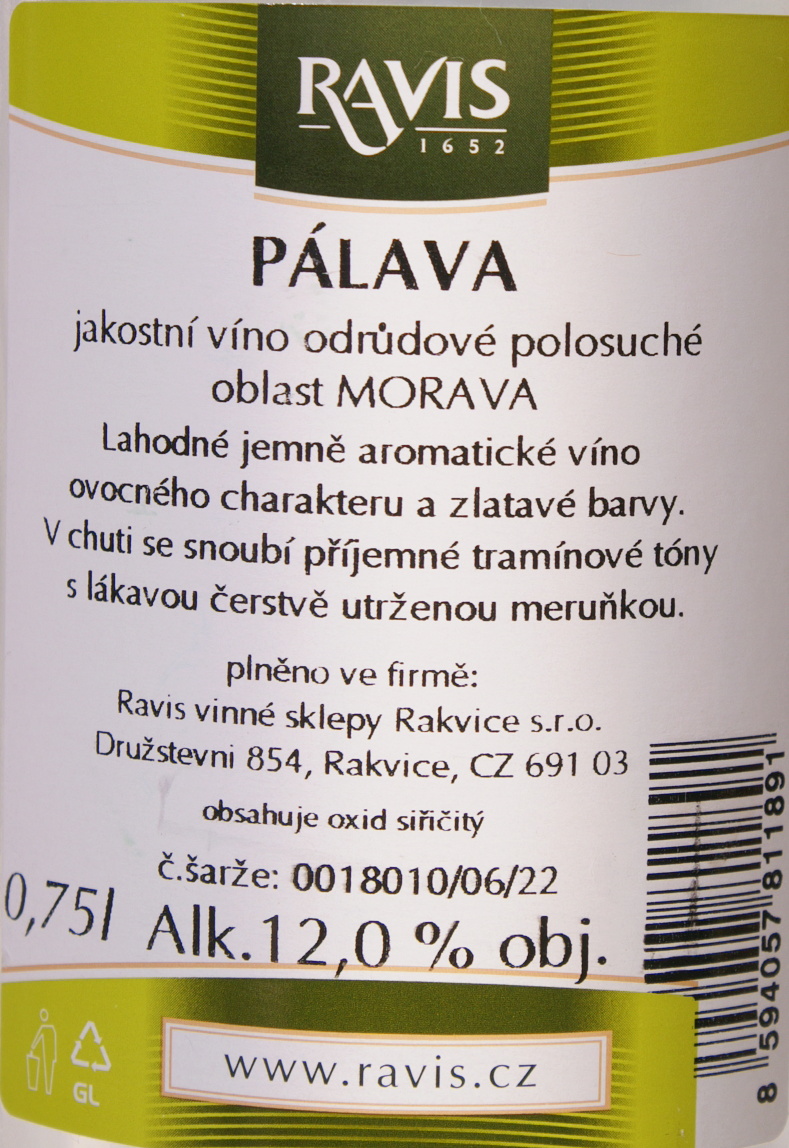 RAVIS
1652
PÁLAVA
jakostní víno odrůdové polosuché
oblast MORAVA
Lahodné jemně aromatické víno
ovocného charakteru a zlatavé barvy.
V chuti se snoubí příjemné tramínové tóny
s lákavou čerstvě utrženou meruňkou.
plněno ve firmě:
Ravis vinné sklepy Rakvice s.r.o.
Družstevni 854, Rakvice, CZ 691 03
obsahuje oxid siřičitý
č.šarže: 0018010/06/22
0,75l Alk.12,0 % obj.
8 594057 811891
GL
www.ravis.cz